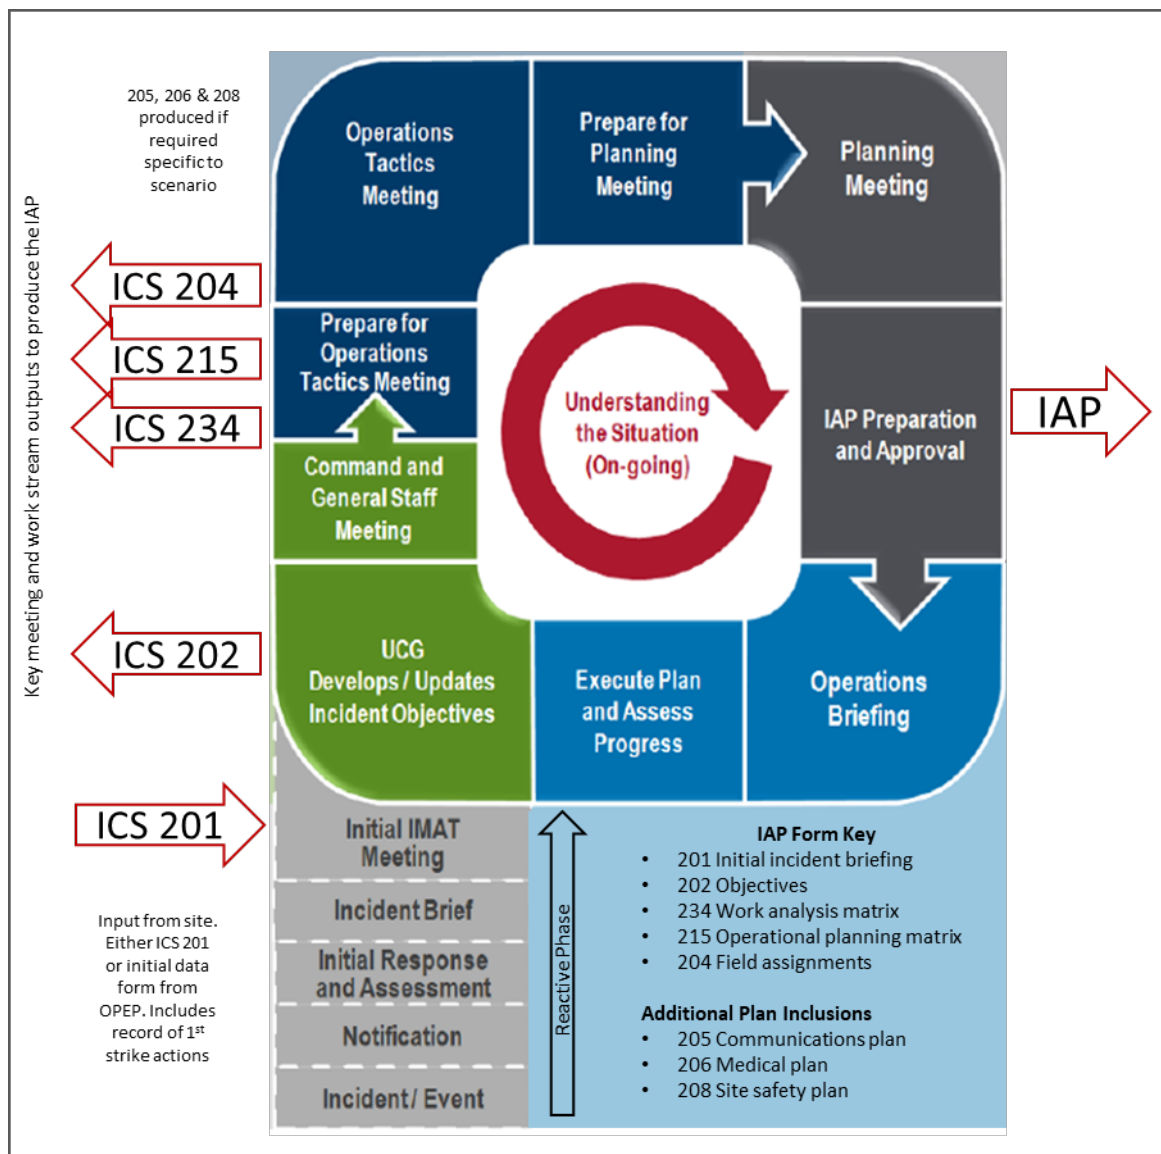 Key meeting and work stream outputs to produce the IAP
205, 206 & 208
produced if
required
specific to
scenario
ICS 204
ICS 215
ICS 234
ICS 202
ICS 201
Input from site.
Either ICS 201
or initial data
form from
OPEP. Includes
record of 1st
strike actions
Operations
Tactics
Meeting
Prepare for
Planning
Meeting
Planning
Meeting
Prepare for
Operations
Tactics Meeting
Understanding
the Situation
(On-going)
IAP Preparation
and Approval
IAP
Command and
General Staff
Meeting
UCG
Develops / Updates
Incident Objectives
Execute Plan
and Assess
Progress
Operations
Briefing
Initial IMAT
Meeting
Incident Brief
Initial Response
and Assessment
Notification
Incident / Event
Reactive Phase
IAP Form Key
• 201 Initial incident briefing
• 202 Objectives
• 234 Work analysis matrix
• 215 Operational planning matrix
• 204 Field assignments
Additional Plan Inclusions
• 205 Communications plan
• 206 Medical plan
• 208 Site safety plan